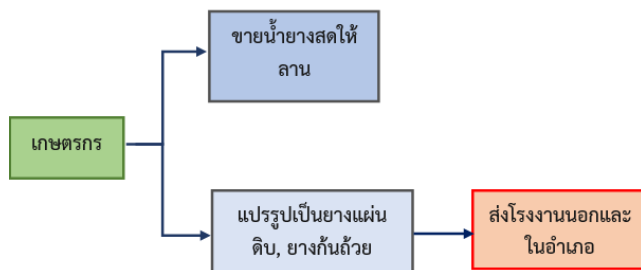 ขายน้ำยางสดให้
ลาน
เกษตรกร
แปรรูปเป็นยางแผ่น
ดิบ, ยางก้นถ้วย
ส่งโรงงานนอกและ
ในอำเภอ